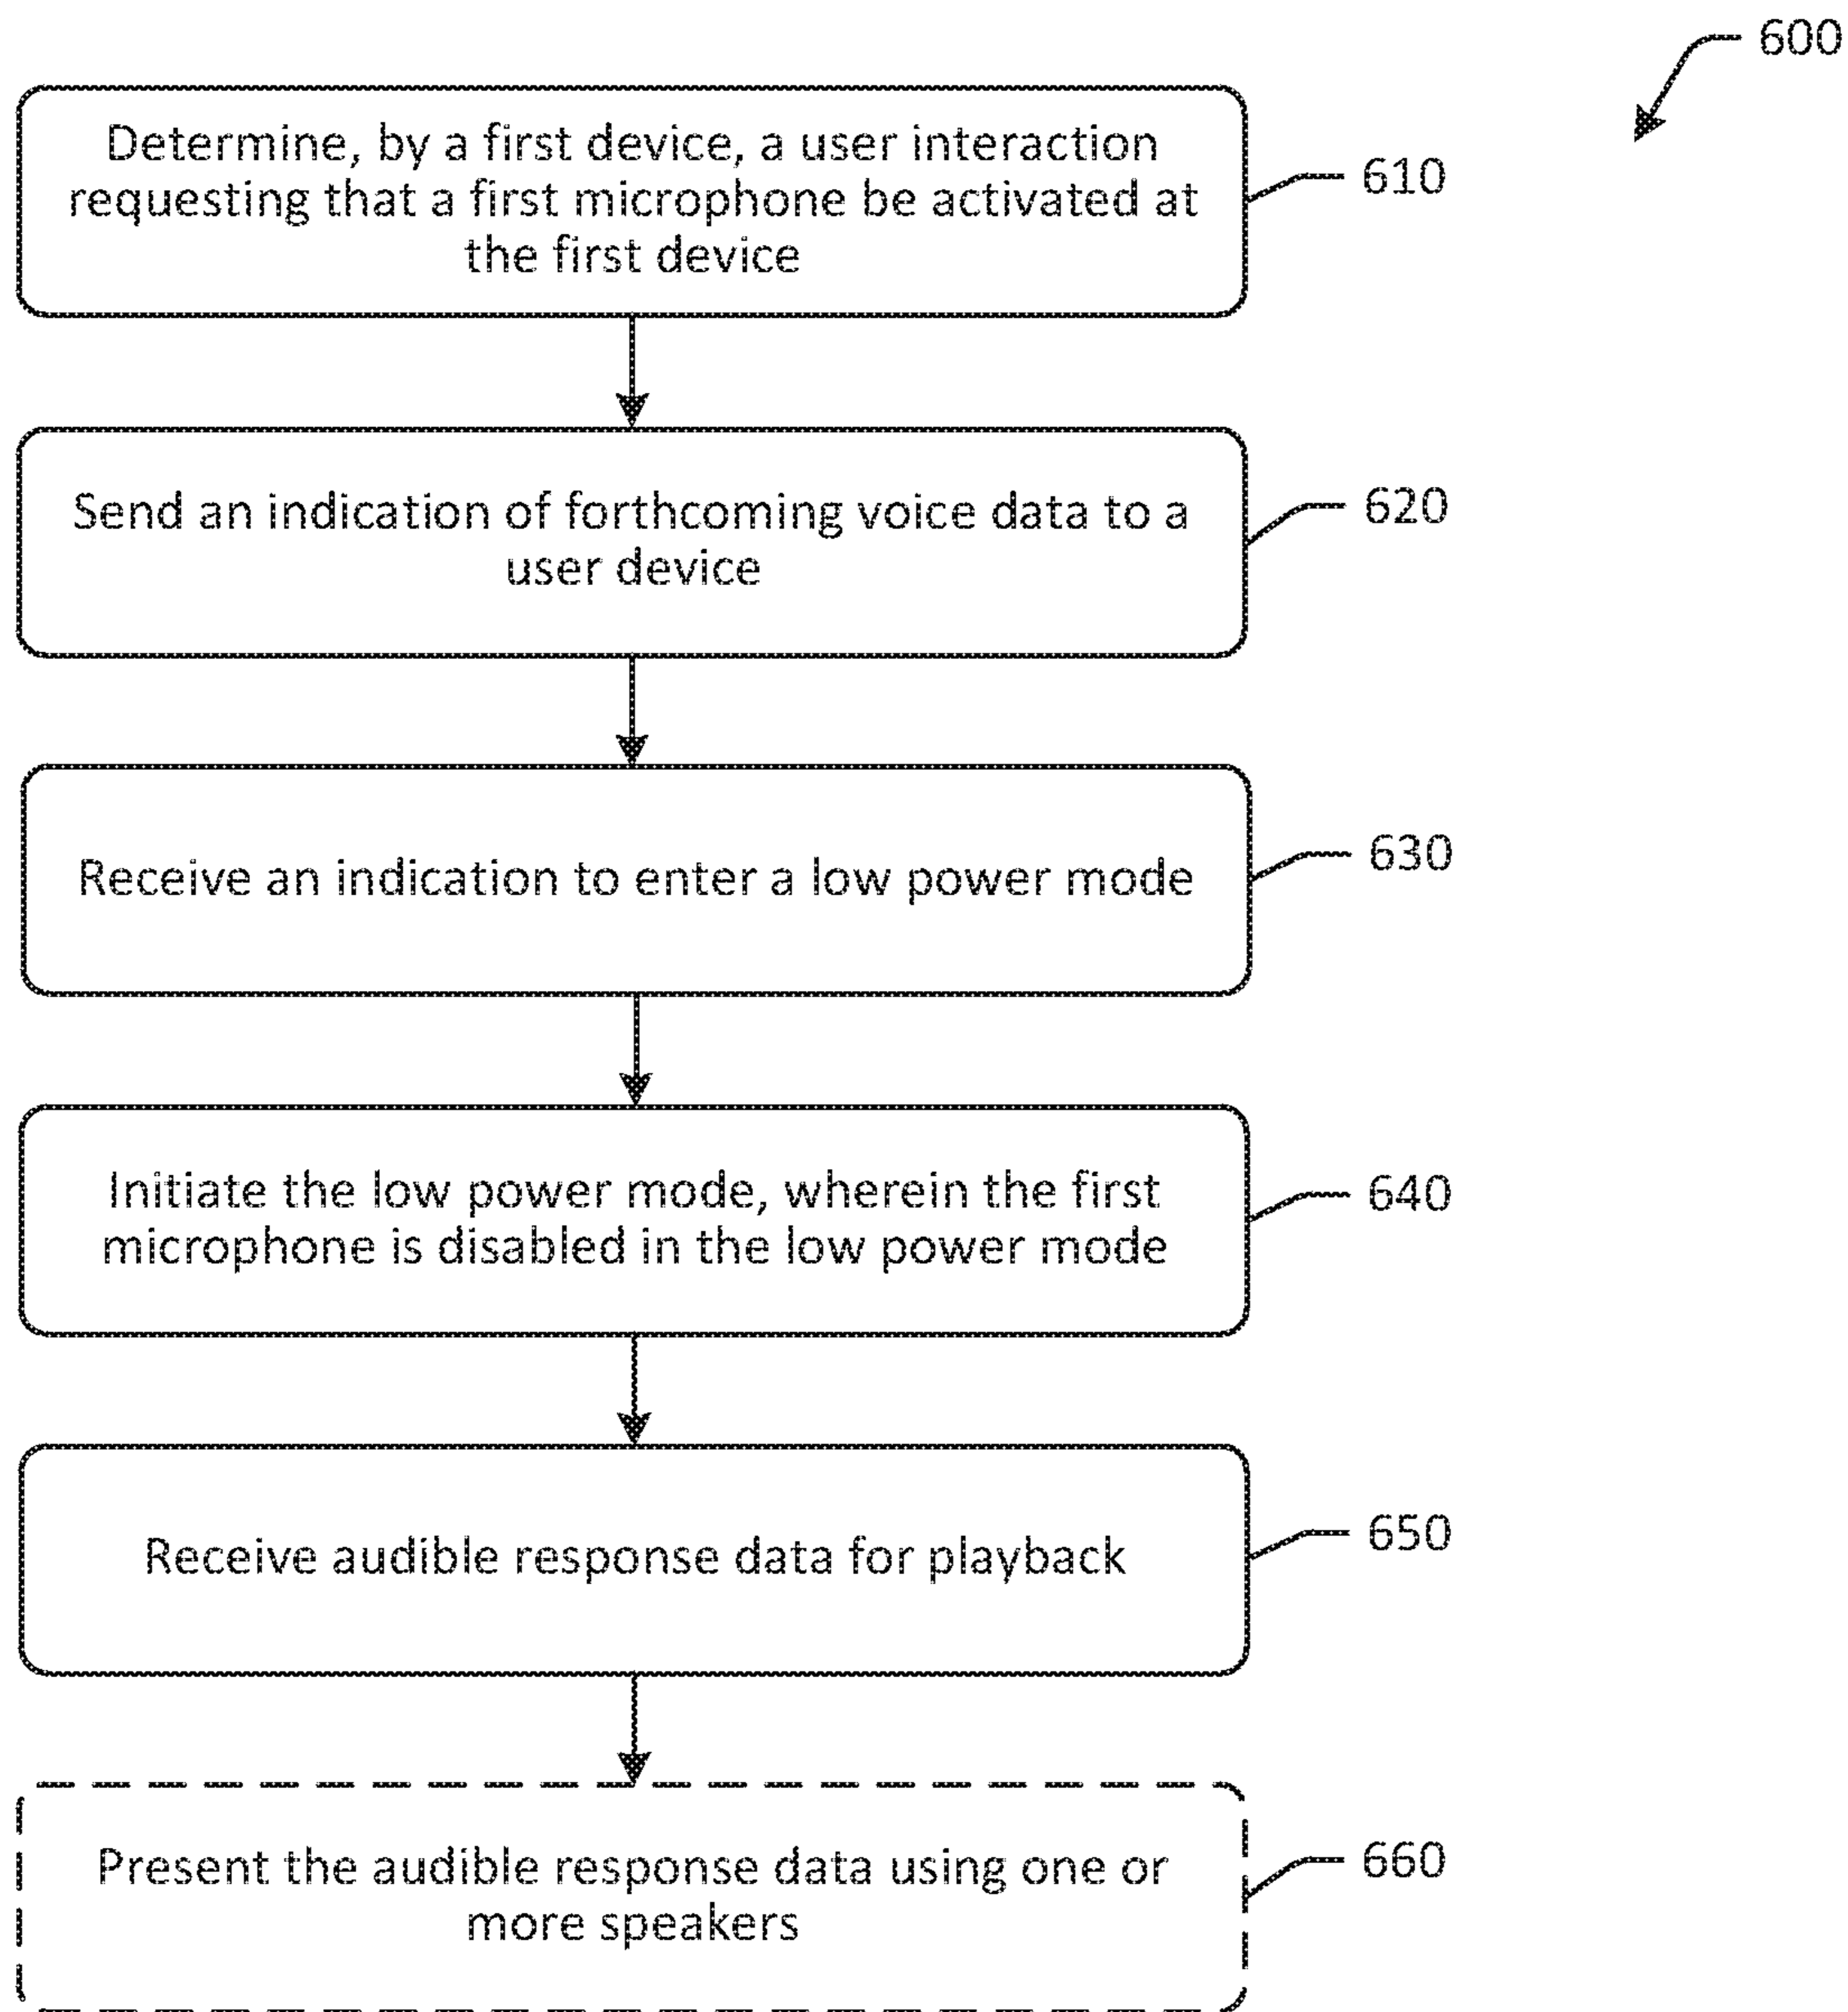 600
Determine, by a first device, a user interaction
requesting that a first microphone be activated at
the first device
610
Send an indication of forthcoming voice data to a
user device
620
Receive an indication to enter a low power mode
630
Initiate the low power mode, wherein the first
microphone is disabled in the low power mode
640
Receive audible response data for playback
650
Present the audible response data using one or
more speakers
660